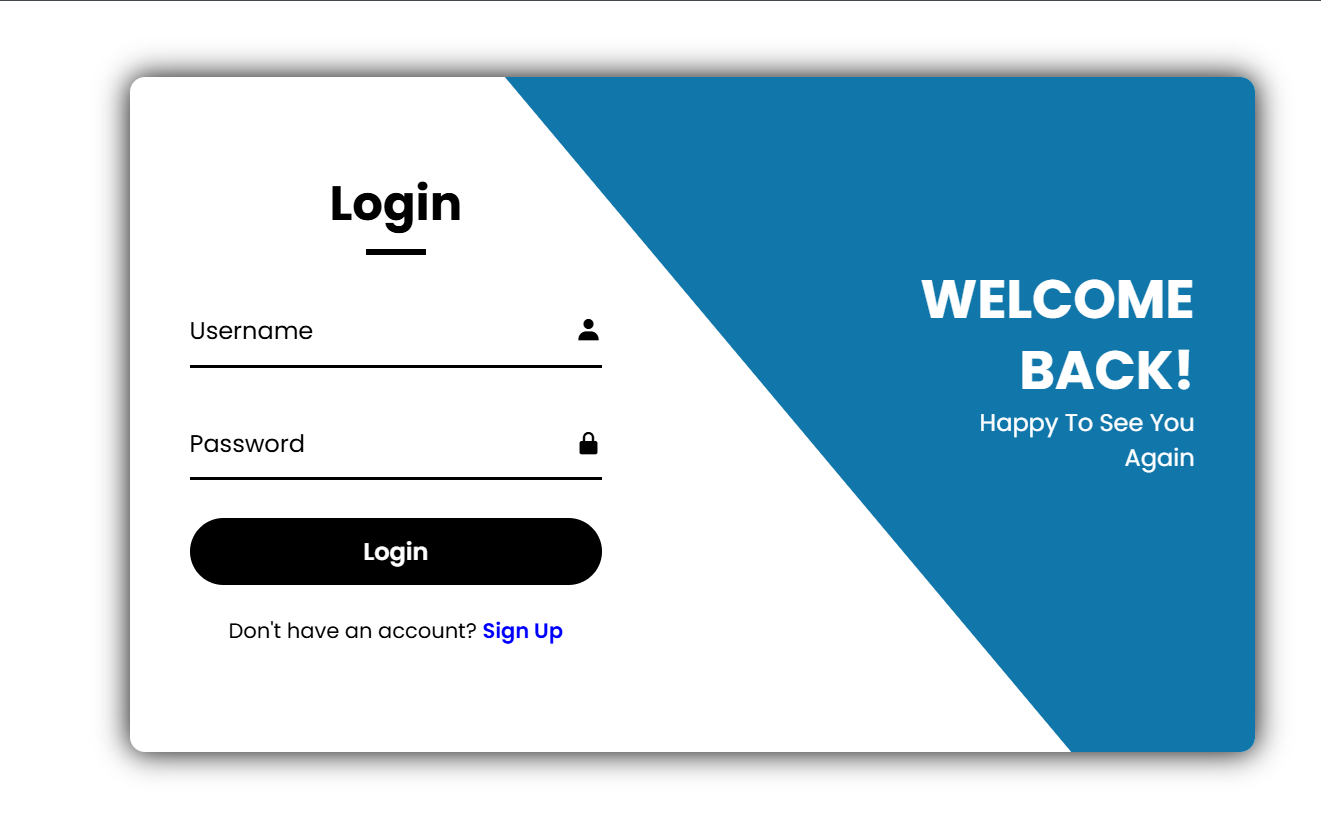 Login
Username
Password
Login
Don't have an account? Sign Up
WELCOME
BACK!
Happy To See You
Again